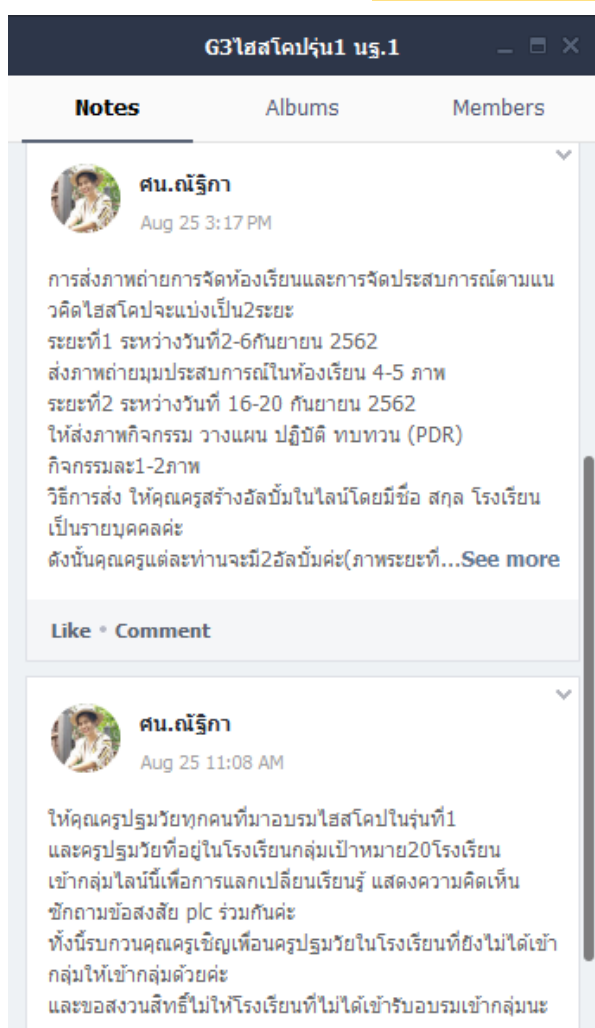 G3ไฮสโคปรุ่น1 นฐ.1
Notes Albums Members
ศน.ณัฐิกา
Aug 25 3:17 PM
การส่งภาพถ่ายการจัดห้องเรียนและการจัดประสบการณ์ตามแน
วคิดไฮสโคปจะแบ่งเป็น2ระยะ
ระยะที่1 ระหว่างวันที่2-6กันยายน 2562
ส่งภาพถ่ายมุมประสบการณ์ในห้องเรียน 4-5 ภาพ
ระยะที่2 ระหว่างวันที่ 16-20 กันยายน 2562
ให้ส่งภาพกิจกรรม วางแผน ปฏิบัติ ทบทวน (PDR)
กิจกรรมละ1-2ภาพ
วิธีการส่ง ให้คุณครูสร้างอัลบั้มในไลน์โดยมีชื่อ สกุล โรงเรียน
เป็นรายบุคคลค่ะ
ดังนั้นคุณครูแต่ละท่านจะมี2อัลบั้มค่ะ(ภาพระยะที่...See more
Like • Comment
ศน.ณัฐิกา
Aug 25 11:08 AM
ให้คุณครูปฐมวัยทุกคนที่มาอบรมไฮสโคปในรุ่นที่1
และครูปฐมวัยที่อยู่ในโรงเรียนกลุ่มเป้าหมาย20โรงเรียน
เข้ากลุ่มไลน์นี้เพื่อการแลกเปลี่ยนเรียนรู้ แสดงความคิดเห็น
ซักถามข้อสงสัย plc ร่วมกันค่ะ
ทั้งนี้รบกวนคุณครูเชิญเพื่อนครูปฐมวัยในโรงเรียนที่ยังไม่ได้เข้า
กลุ่มให้เข้ากลุ่มด้วยค่ะ
และขอสงวนสิทธิ์ไม่ให้โรงเรียนที่ไม่ได้เข้ารับอบรมเข้ากลุ่มนะ